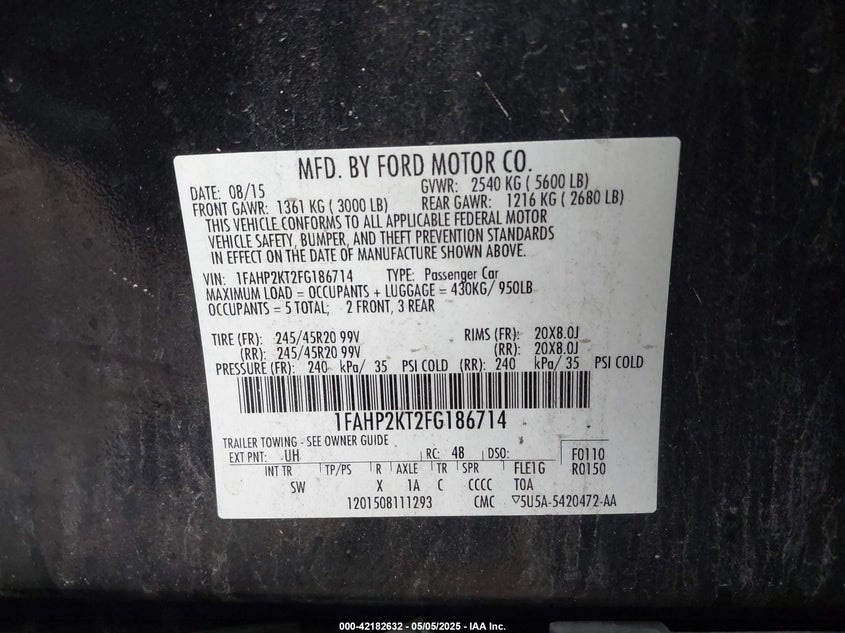 MFD. BY FORD MOTOR CO.
DATE: 08/15 GVWR: 2540 KG ( 5600 LB)
FRONT GAWR: 1361 KG ( 3000 LB) REAR GAWR: 1216 KG ( 2680 LB)
THIS VEHICLE CONFORMS TO ALL APPLICABLE FEDERAL MOTOR
VEHICLE SAFETY, BUMPER, AND THEFT PREVENTION STANDARDS
IN EFFECT ON THE DATE OF MANUFACTURE SHOWN ABOVE.
VIN: 1FAHP2KT2FG186714 TYPE: Passenger Car
MAXIMUM LOAD = OCCUPANTS + LUGGAGE = 430KG/ 950LB
OCCUPANTS = 5 TOTAL; 2 FRONT, 3 REAR
TIRE (FR): 245/45R20 99V RIMS (FR): 20X8.0J
(RR): 245/45R20 99V (RR): 20X8.0J
PRESSURE (FR): 240 kPa/ 35 PSI COLD (RR): 240 kPa/ 35 PSI COLD
1FAHP2KT2FG186714
TRAILER TOWING - SEE OWNER GUIDE
EXT PNT: UH RC: 48 DSO: F0110
INT TR TP/PS R AXLE TR SPR FLE1G R0150
SW X 1A C CCCC TOA
1201508111293 CMC ▽5U5A-5420472-AA
000-42182632 - 05/05/2025 - IAA Inc.